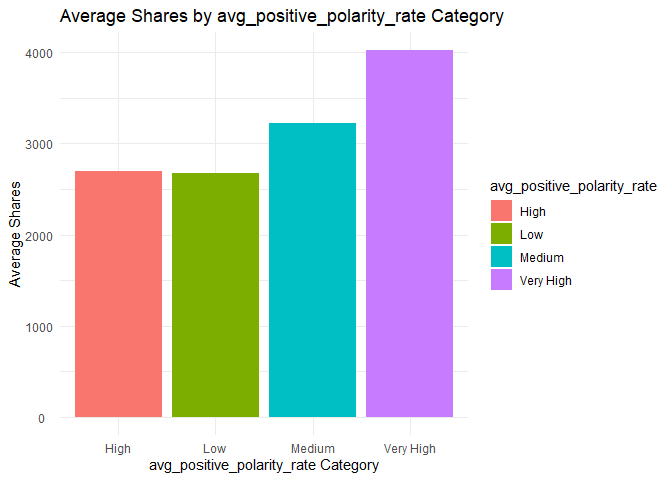 Average Shares by avg_positive_polarity_rate Category
Average Shares
4000
3000
2000
1000
0
High
Low
Medium
Very High
avg_positive_polarity_rate Category
avg_positive_polarity_rate
High
Low
Medium
Very High